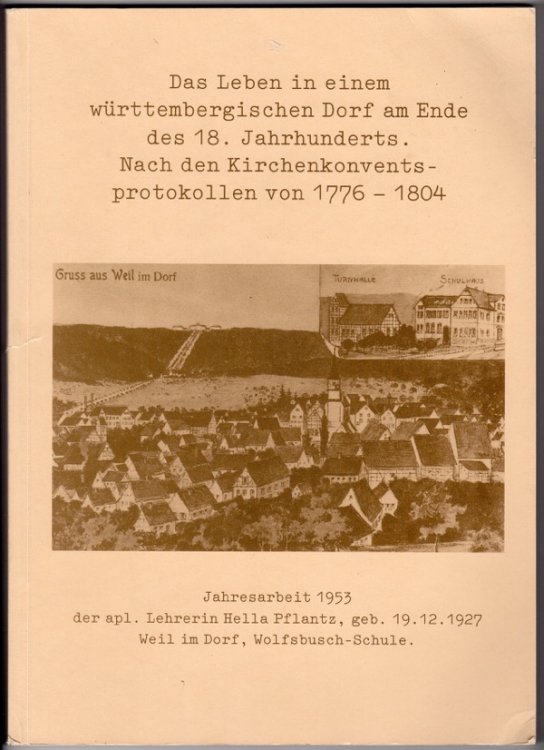 Das Leben in einem
württembergischen Dorf am Ende
des 18. Jahrhunderts.
Nach den Kirchenkonvents-
protokollen von 1776 – 1804
Gruss aus Weil im Dorf
TURNHALLE
SCHULHAUS
Jahresarbeit 1953
der apl. Lehrerin Hella Pflantz, geb. 19.12.1927
Weil im Dorf, Wolfsbusch-Schule.